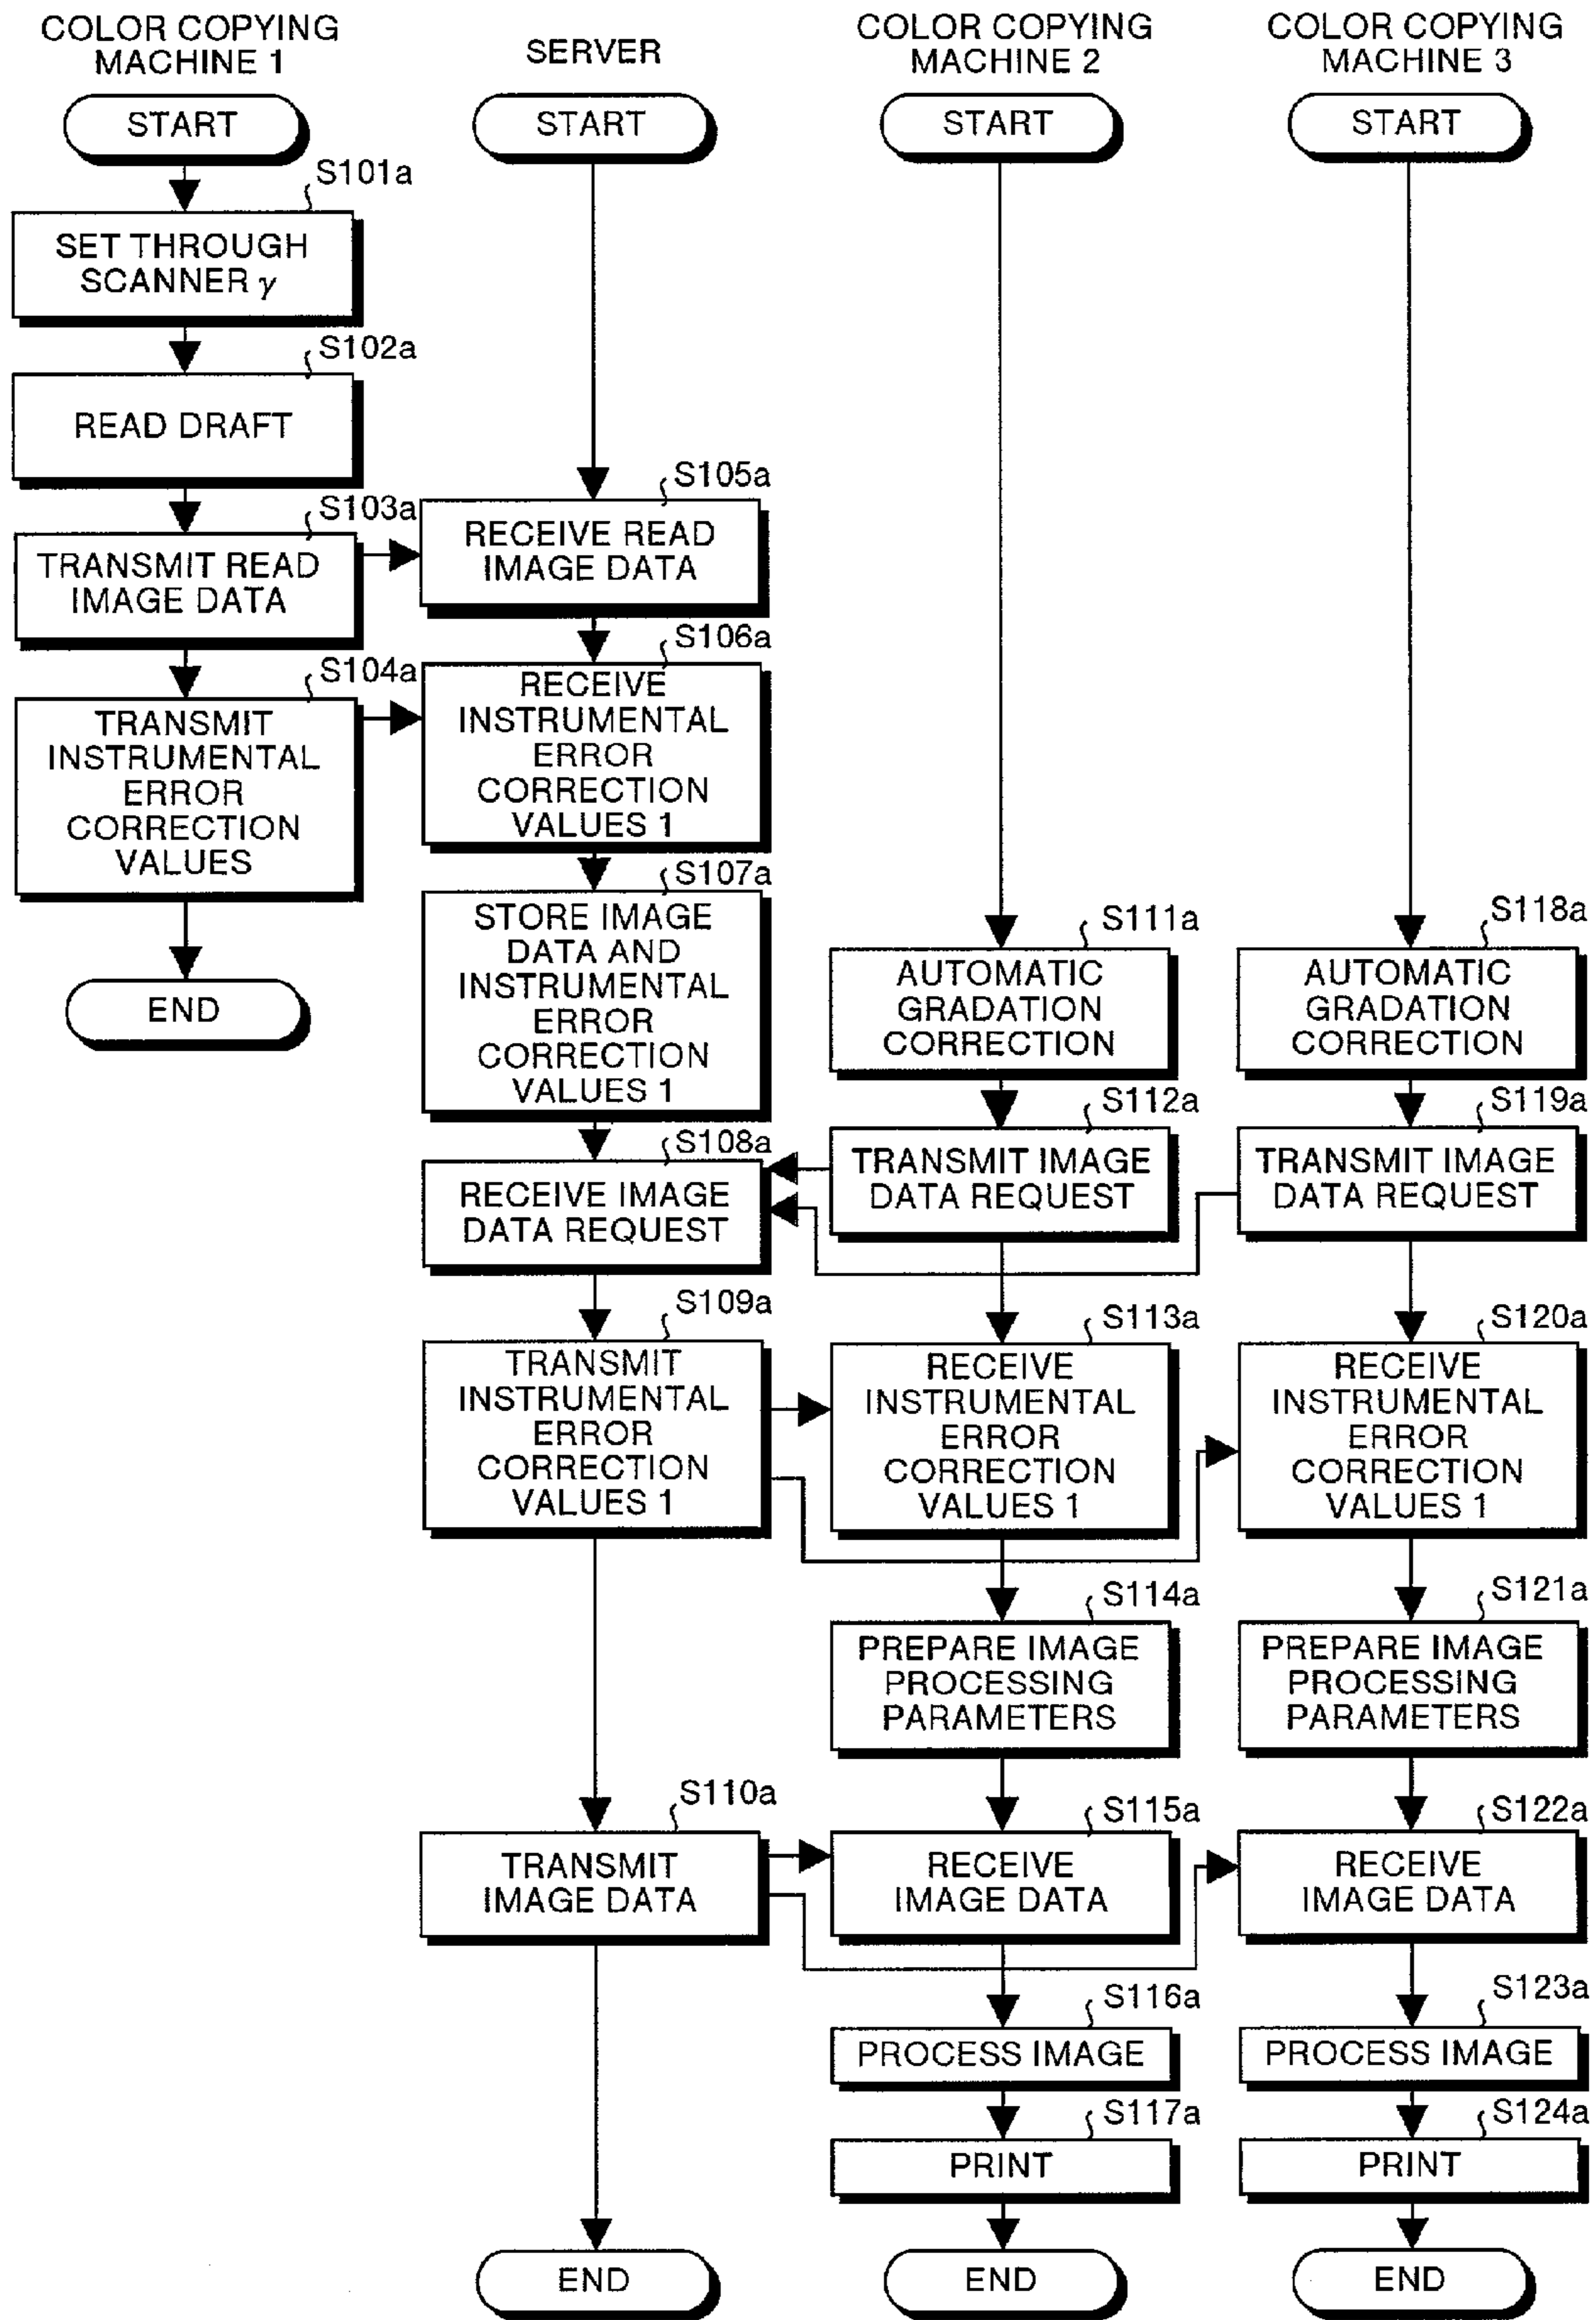 COLOR COPYING
MACHINE 1
START
S101a
SET THROUGH
SCANNER γ
S102a
READ DRAFT
S103a
TRANSMIT READ
IMAGE DATA
S104a
TRANSMIT
INSTRUMENTAL
ERROR
CORRECTION
VALUES
END
SERVER
START
S105a
RECEIVE READ
IMAGE DATA
S106a
RECEIVE
INSTRUMENTAL
ERROR
CORRECTION
VALUES 1
S107a
STORE IMAGE
DATA AND
INSTRUMENTAL
ERROR
CORRECTION
VALUES 1
S108a
RECEIVE IMAGE
DATA REQUEST
S109a
TRANSMIT
INSTRUMENTAL
ERROR
CORRECTION
VALUES 1
S110a
TRANSMIT
IMAGE DATA
END
COLOR COPYING
MACHINE 2
START
S111a
AUTOMATIC
GRADATION
CORRECTION
S112a
TRANSMIT IMAGE
DATA REQUEST
S113a
RECEIVE
INSTRUMENTAL
ERROR
CORRECTION
VALUES 1
S114a
PREPARE IMAGE
PROCESSING
PARAMETERS
S115a
RECEIVE
IMAGE DATA
S116a
PROCESS IMAGE
S117a
PRINT
END
COLOR COPYING
MACHINE 3
START
S118a
AUTOMATIC
GRADATION
CORRECTION
S119a
TRANSMIT IMAGE
DATA REQUEST
S120a
RECEIVE
INSTRUMENTAL
ERROR
CORRECTION
VALUES 1
S121a
PREPARE IMAGE
PROCESSING
PARAMETERS
S122a
RECEIVE
IMAGE DATA
S123a
PROCESS IMAGE
S124a
PRINT
END